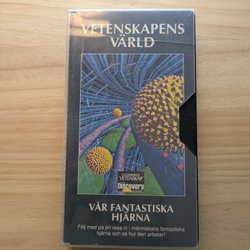 VETENSKAPENS
VÄRLD
ILLUSTRERAD
VETENSKAP
Discovery
VÅR FANTASTISKA
HJÄRNA
Följ med på en resa in i människans fantastiska
hjärna och se hur den arbetar!